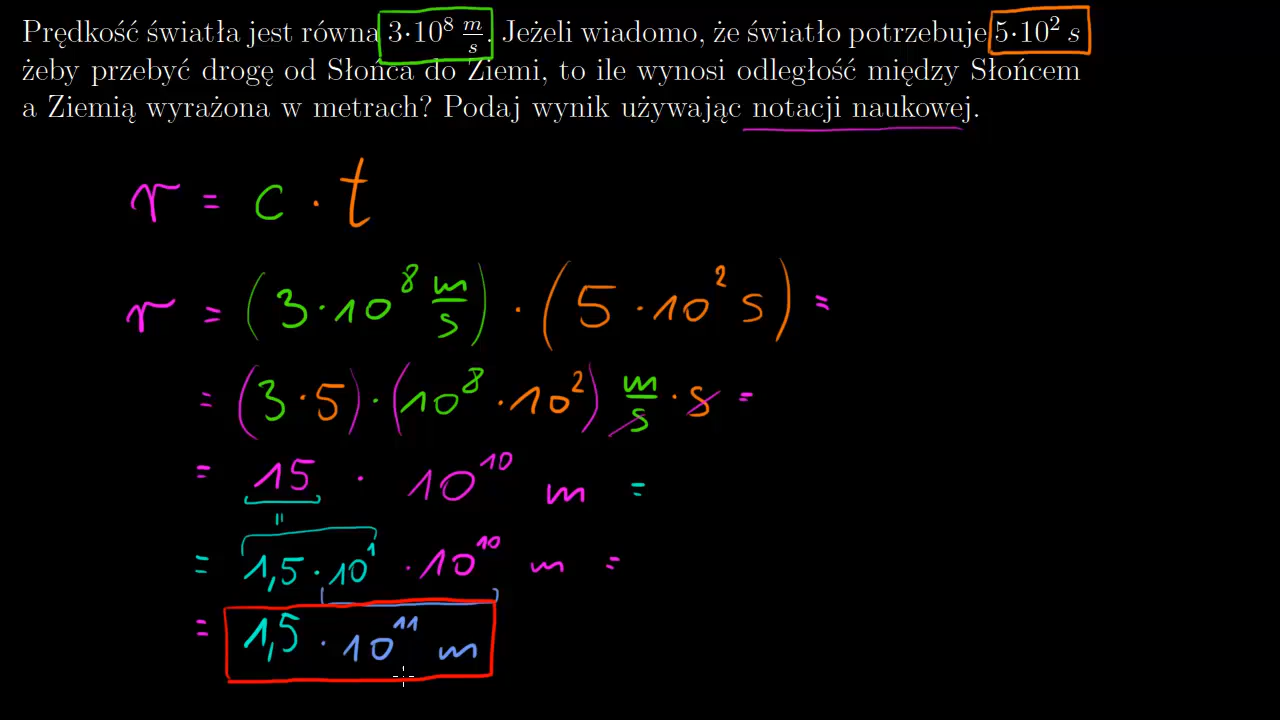 Prędkość światła jest równa 3·10⁸ m/s. Jeżeli wiadomo, że światło potrzebuje 5·10² s
żeby przebyć drogę od Słońca do Ziemi, to ile wynosi odległość między Słońcem
a Ziemią wyrażona w metrach? Podaj wynik używając notacji naukowej.
r = c · t
r = (3·10⁸ m/s) · (5·10² s) =
= (3·5)·(10⁸·10²) m/s · s =
= 15 · 10¹⁰ m =
"
= 1,5·10¹ ·10¹⁰ m =
= 1,5 · 10¹¹ m